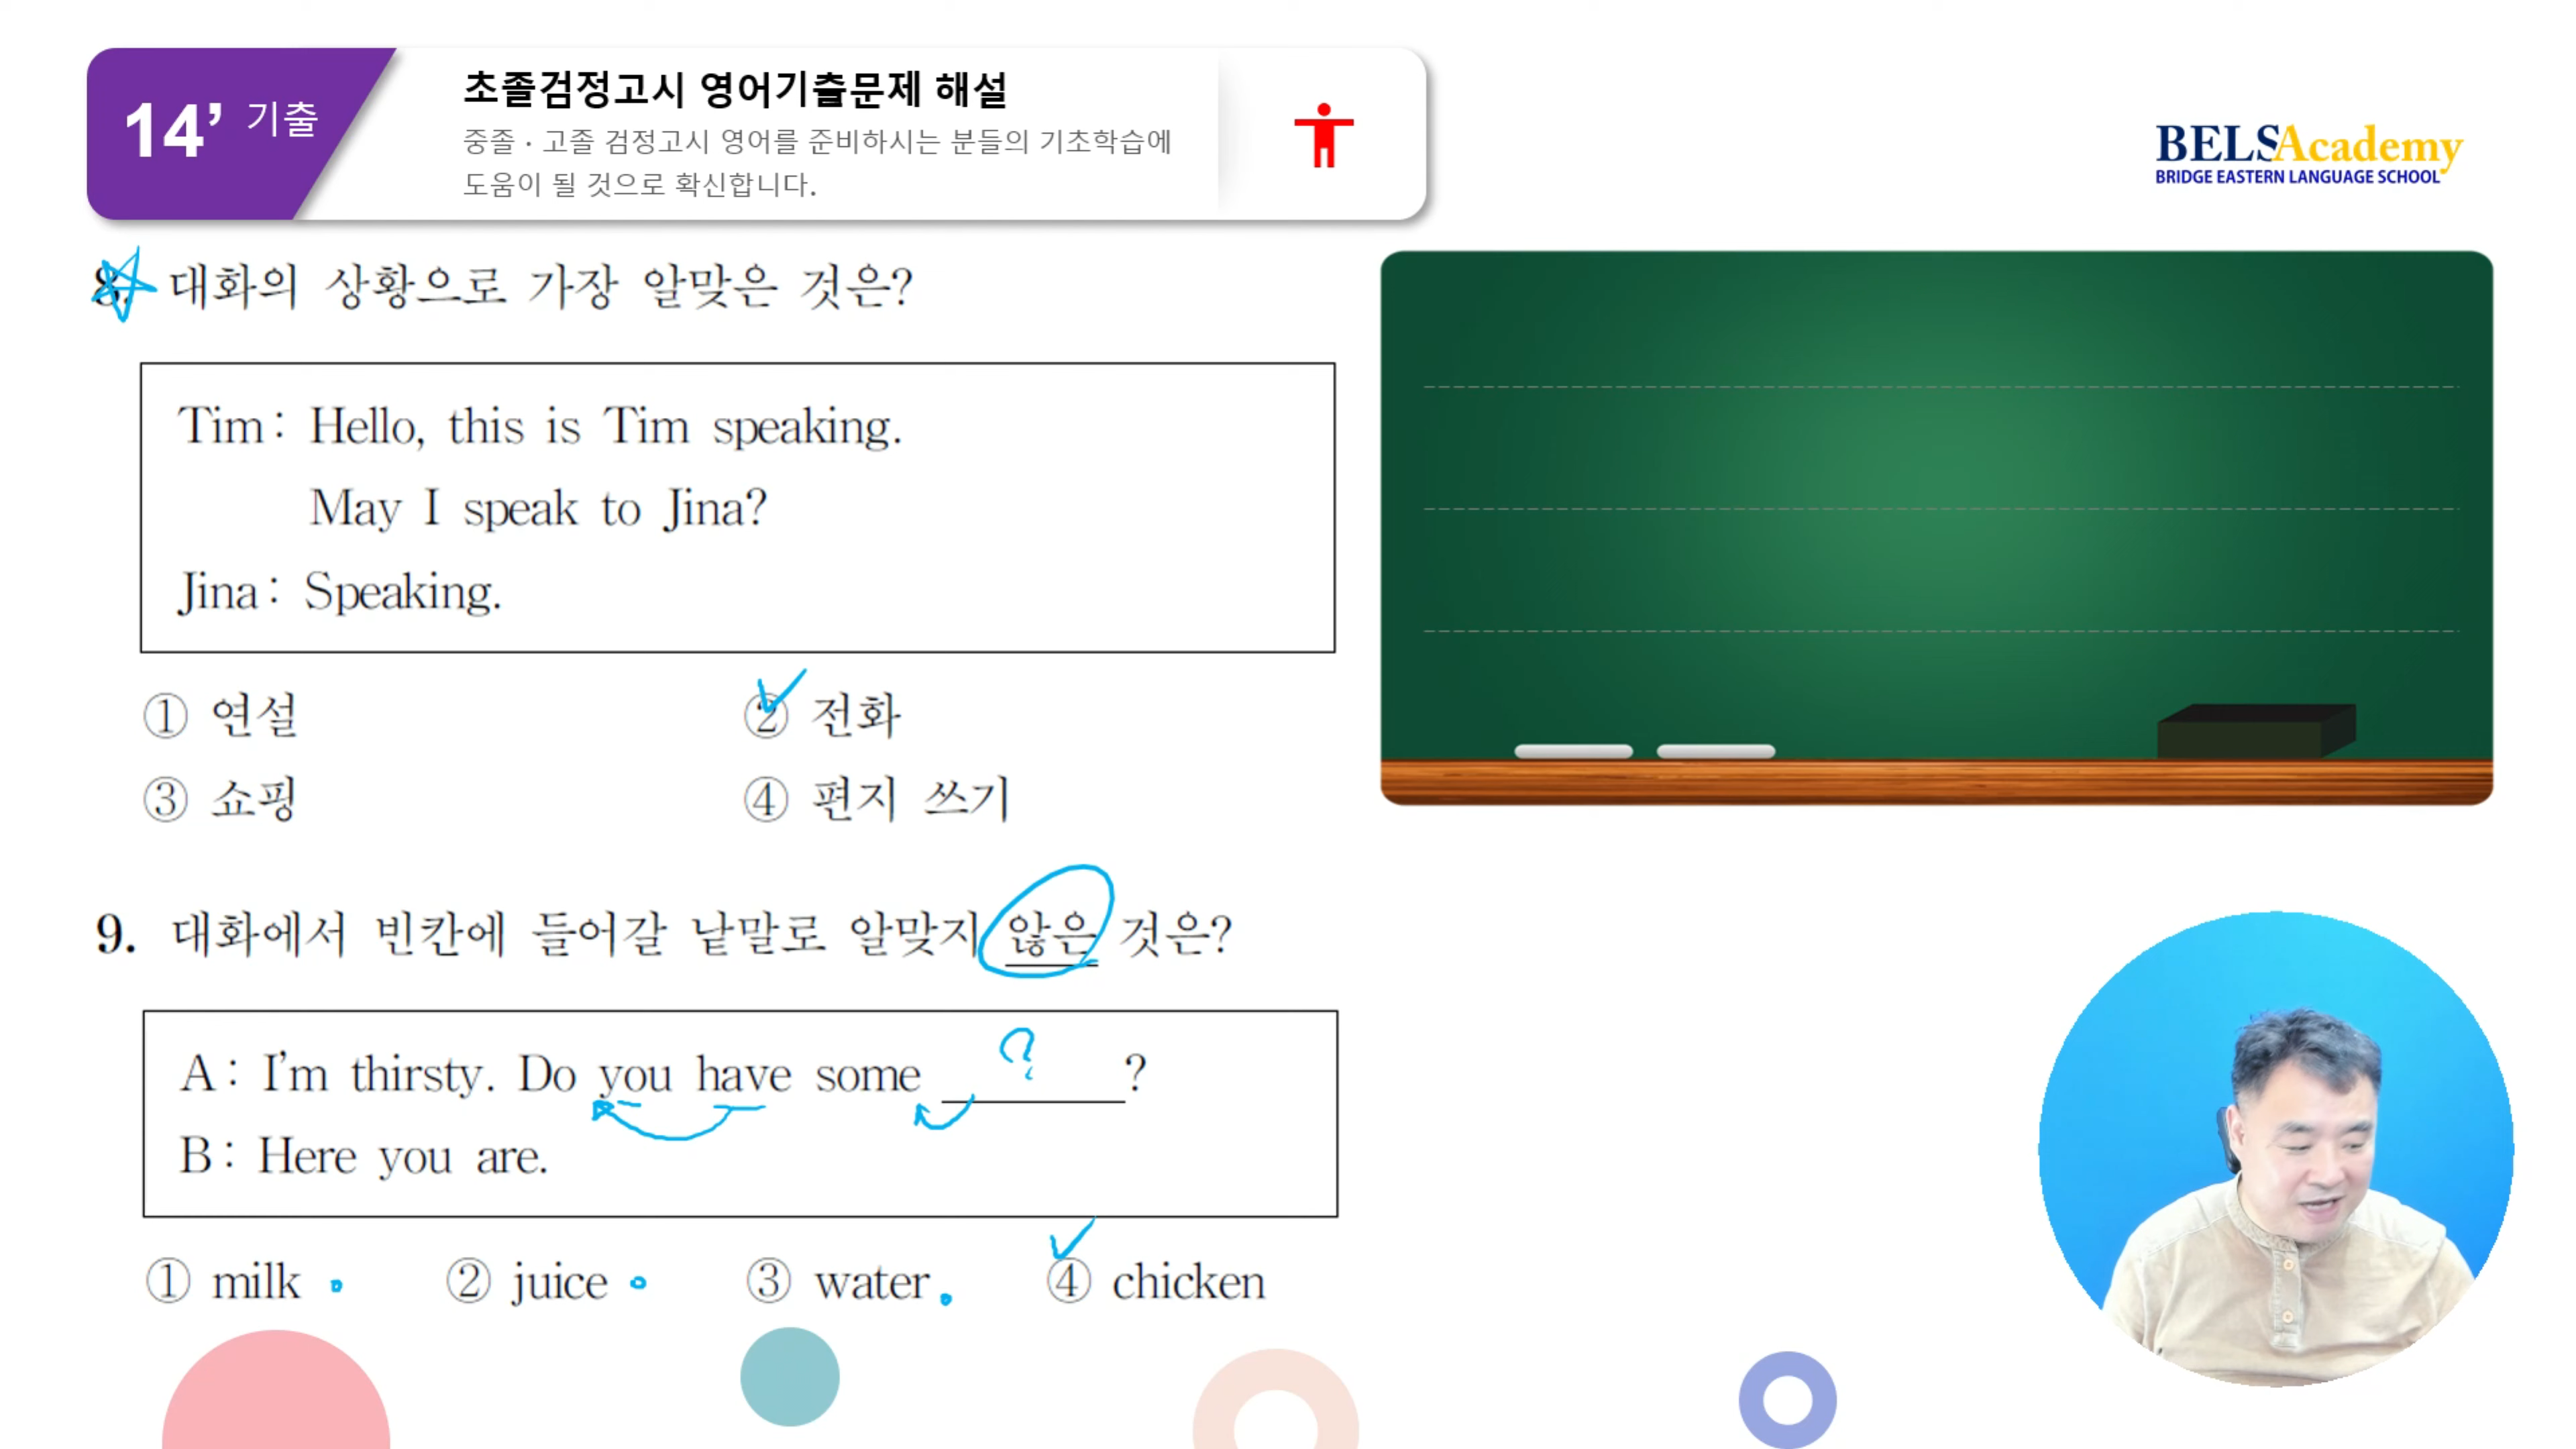 14’ 기출
초졸검정고시 영어기출문제 해설
중졸 · 고졸 검정고시 영어를 준비하시는 분들의 기초학습에
도움이 될 것으로 확신합니다.
BELSAcademy
BRIDGE EASTERN LANGUAGE SCHOOL
8. 대화의 상황으로 가장 알맞은 것은?
Tim : Hello, this is Tim speaking.
May I speak to Jina?
Jina : Speaking.
① 연설 ② 전화
③ 쇼핑 ④ 편지 쓰기
9. 대화에서 빈칸에 들어갈 낱말로 알맞지 않은 것은?
?
A : I’m thirsty. Do you have some ________?
B : Here you are.
① milk ② juice ③ water ④ chicken